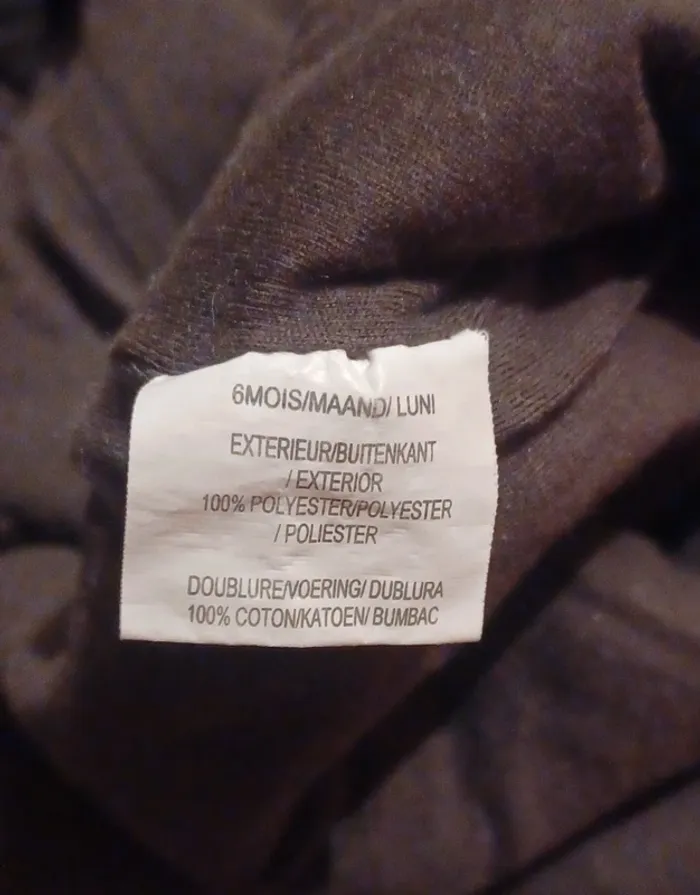 6MOIS/MAAND/ LUNI
EXTERIEUR/BUITENKANT
/ EXTERIOR
100% POLYESTER/POLYESTER
/ POLIESTER
DOUBLURE/VOERING/ DUBLURA
100% COTON/KATOEN/ BUMBAC